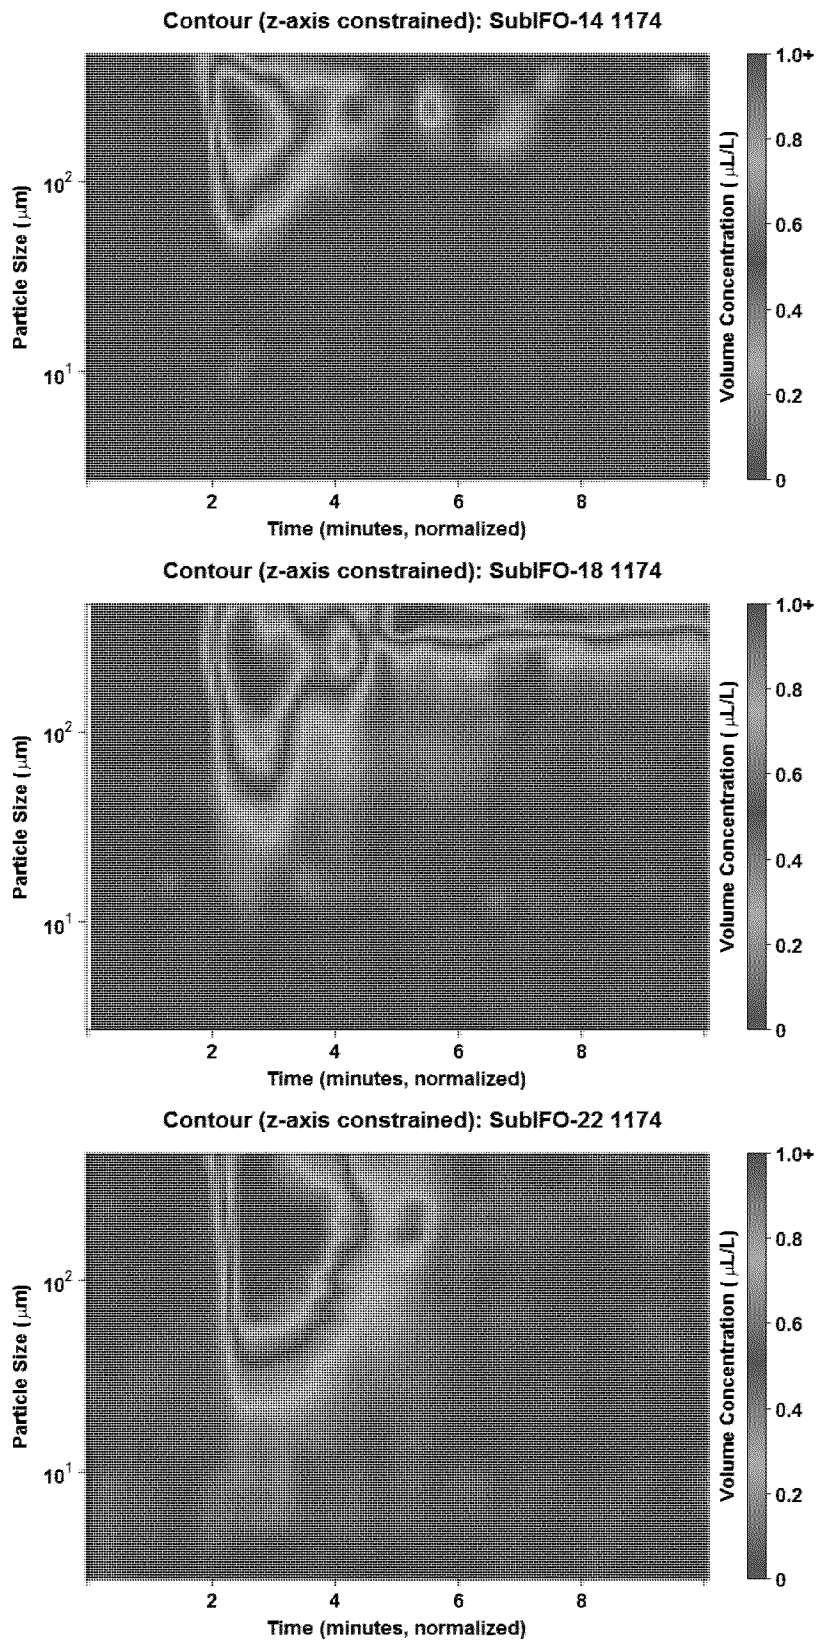 Contour (z-axis constrained): SubIFO-14 1174
Particle Size (μm)
10²
10¹
2 4 6 8
Time (minutes, normalized)
1.0+
0.8
0.6
0.4
0.2
0
Volume Concentration (μL/L)
Contour (z-axis constrained): SubIFO-18 1174
Particle Size (μm)
10²
10¹
2 4 6 8
Time (minutes, normalized)
1.0+
0.8
0.6
0.4
0.2
0
Volume Concentration (μL/L)
Contour (z-axis constrained): SubIFO-22 1174
Particle Size (μm)
10²
10¹
2 4 6 8
Time (minutes, normalized)
1.0+
0.8
0.6
0.4
0.2
0
Volume Concentration (μL/L)